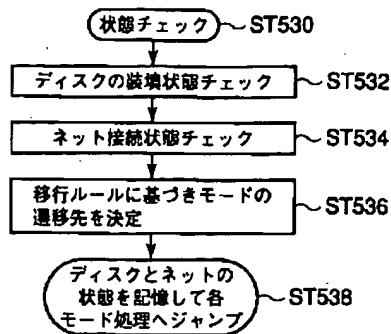 状態チェック ST530
ディスクの装填状態チェック ST532
ネット接続状態チェック ST534
移行ルールに基づきモードの
遷移先を決定 ST536
ディスクとネットの
状態を記憶して各 ST538
モード処理へジャンプ